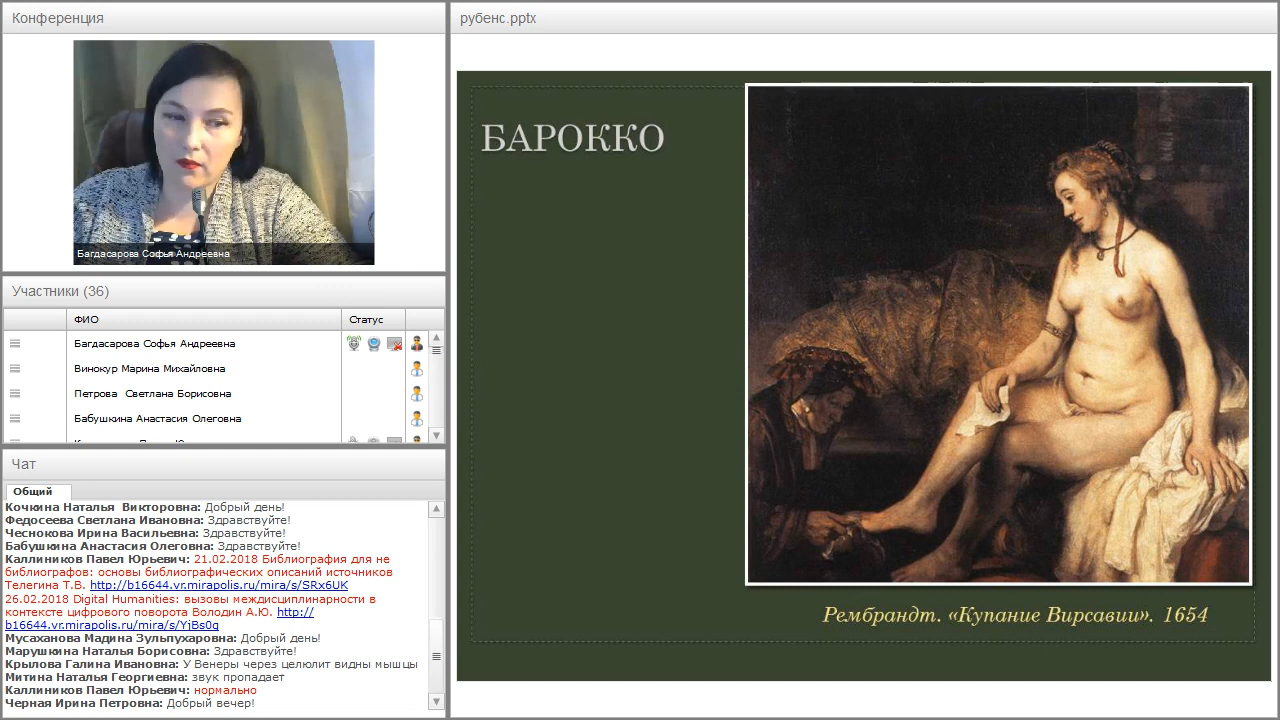 Конференция
Багдасарова Софья Андреевна
Участники (36)
ФИО
Статус
Багдасарова Софья Андреевна
Винокур Марина Михайловна
Петрова Светлана Борисовна
Бабушкина Анастасия Олеговна
Чат
Общий
Кочкина Наталья Викторовна: Добрый день!
Федосеева Светлана Ивановна: Здравствуйте!
Чеснокова Ирина Васильевна: Здравствуйте!
Бабушкина Анастасия Олеговна: Здравствуйте!
Каллиников Павел Юрьевич: 21.02.2018 Библиография для не
библиографов: основы библиографических описаний источников
Телегина Т.В. http://b16644.vr.mirapolis.ru/mira/s/SRx6UK
26.02.2018 Digital Humanities: вызовы междисциплинарности в
контексте цифрового поворота Володин А.Ю. http://
b16644.vr.mirapolis.ru/mira/s/YjBs0q
Мусаханова Мадина Зульпухаровна: Добрый день!
Марушкина Наталья Борисовна: Здравствуйте!
Крылова Галина Ивановна: У Венеры через целюлит видны мышцы
Митина Наталья Георгиевна: звук пропадает
Каллиников Павел Юрьевич: нормально
Черная Ирина Петровна: Добрый вечер!
рубенс.pptx
БАРОККО
Рембрандт. «Купание Вирсавии». 1654